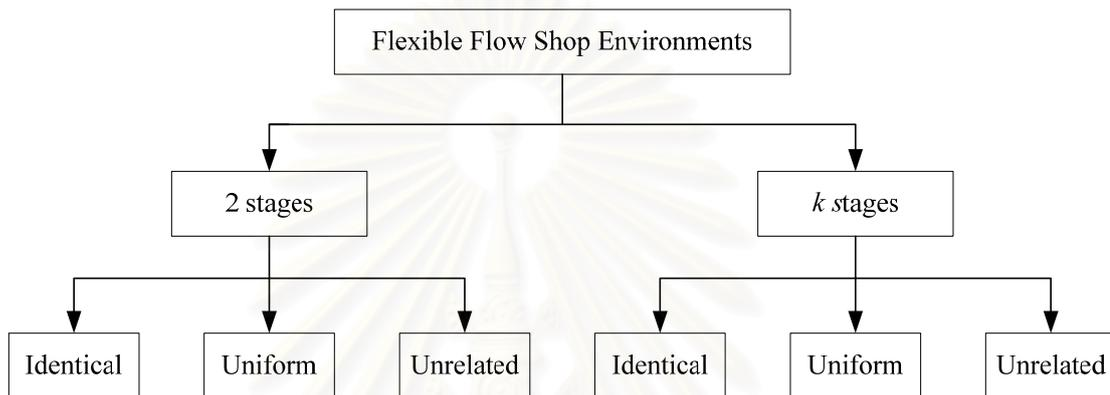 Flexible Flow Shop Environments
2 stages
k stages
Identical
Uniform
Unrelated
Identical
Uniform
Unrelated